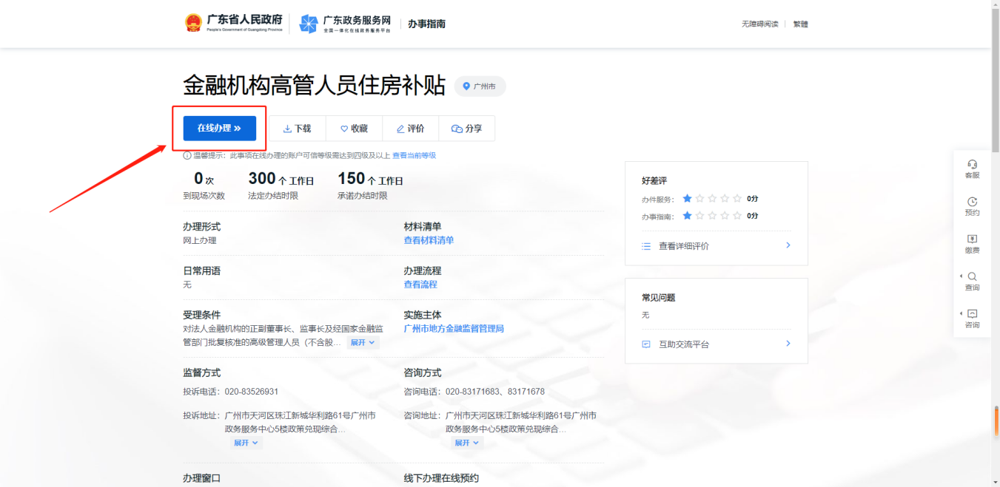 广东省人民政府
People's Government of Guangdong Province
广东政务服务网
全国一体化在线政务服务平台
办事指南
无障碍阅读
繁體
金融机构高管人员住房补贴
广州市
在线办理 »
下载
收藏
评价
分享
温馨提示：此事项在线办理的账户可信等级需达到四级及以上 查看当前等级
0 次
到现场次数
300 个 工作日
法定办结时限
150 个 工作日
承诺办结时限
办理形式
网上办理
材料清单
查看材料清单
日常用语
无
办理流程
查看流程
受理条件
对法人金融机构的正副董事长、监事长及经国家金融监
管部门批复核准的高级管理人员（不含股... 展开
实施主体
广州市地方金融监督管理局
监督方式
投诉电话：020-83526931
投诉地址：广州市天河区珠江新城华利路61号广州市
政务服务中心5楼政策兑现综合...
展开
咨询方式
咨询电话：020-83171683、83171678
咨询地址：广州市天河区珠江新城华利路61号广州市
政务服务中心5楼政策兑现综合...
展开
办理窗口
线下办理在线预约
好差评
办件服务： 0分
办事指南： 0分
查看详细评价
常见问题
无
互助交流平台
客服
预约
缴费
查询
咨询